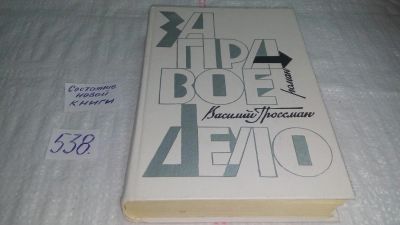 Состояние
новой
книги
538.
ЗА
ПРА
ВОЕ
роман
Василий Гроссман
ДЕЛО